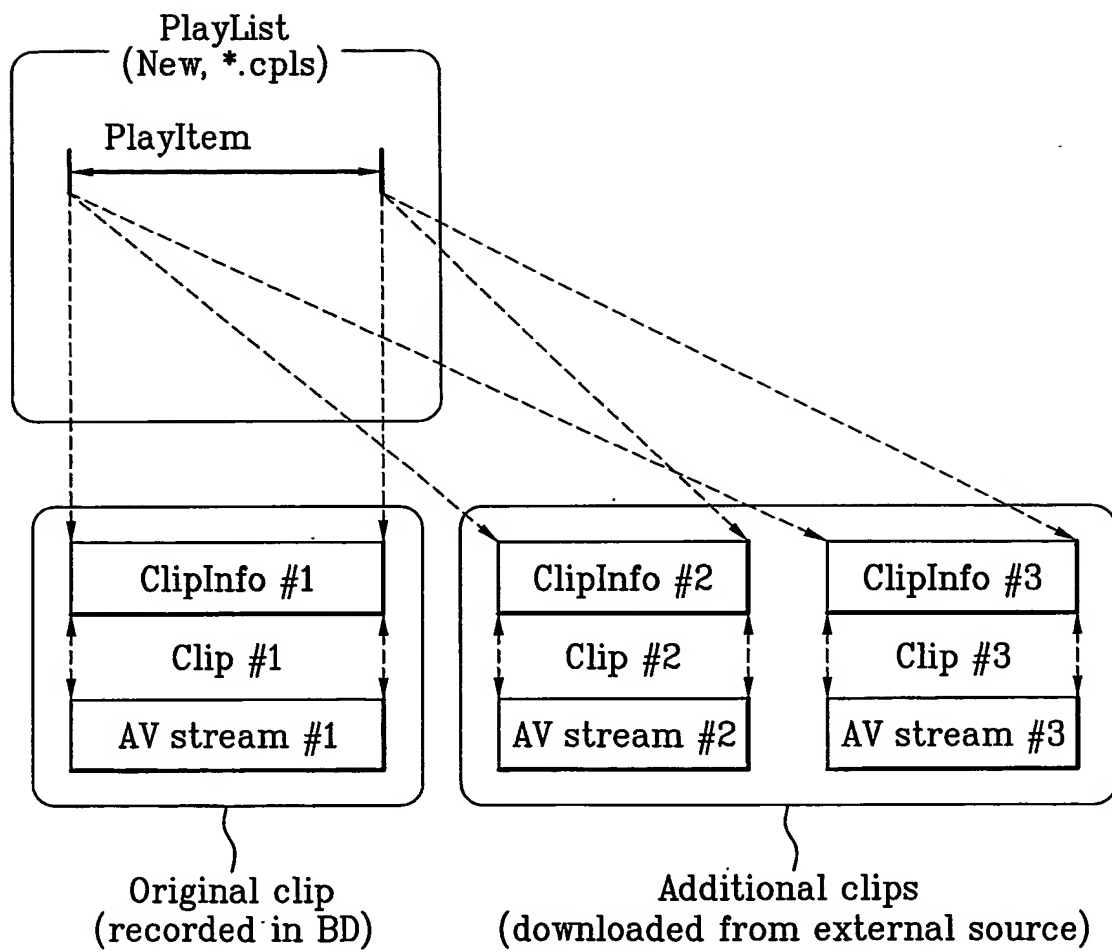 PlayList
(New, *.cpls)
PlayItem
ClipInfo #1
Clip #1
AV stream #1
ClipInfo #2
Clip #2
AV stream #2
ClipInfo #3
Clip #3
AV stream #3
Original clip
(recorded in BD)
Additional clips
(downloaded from external source)